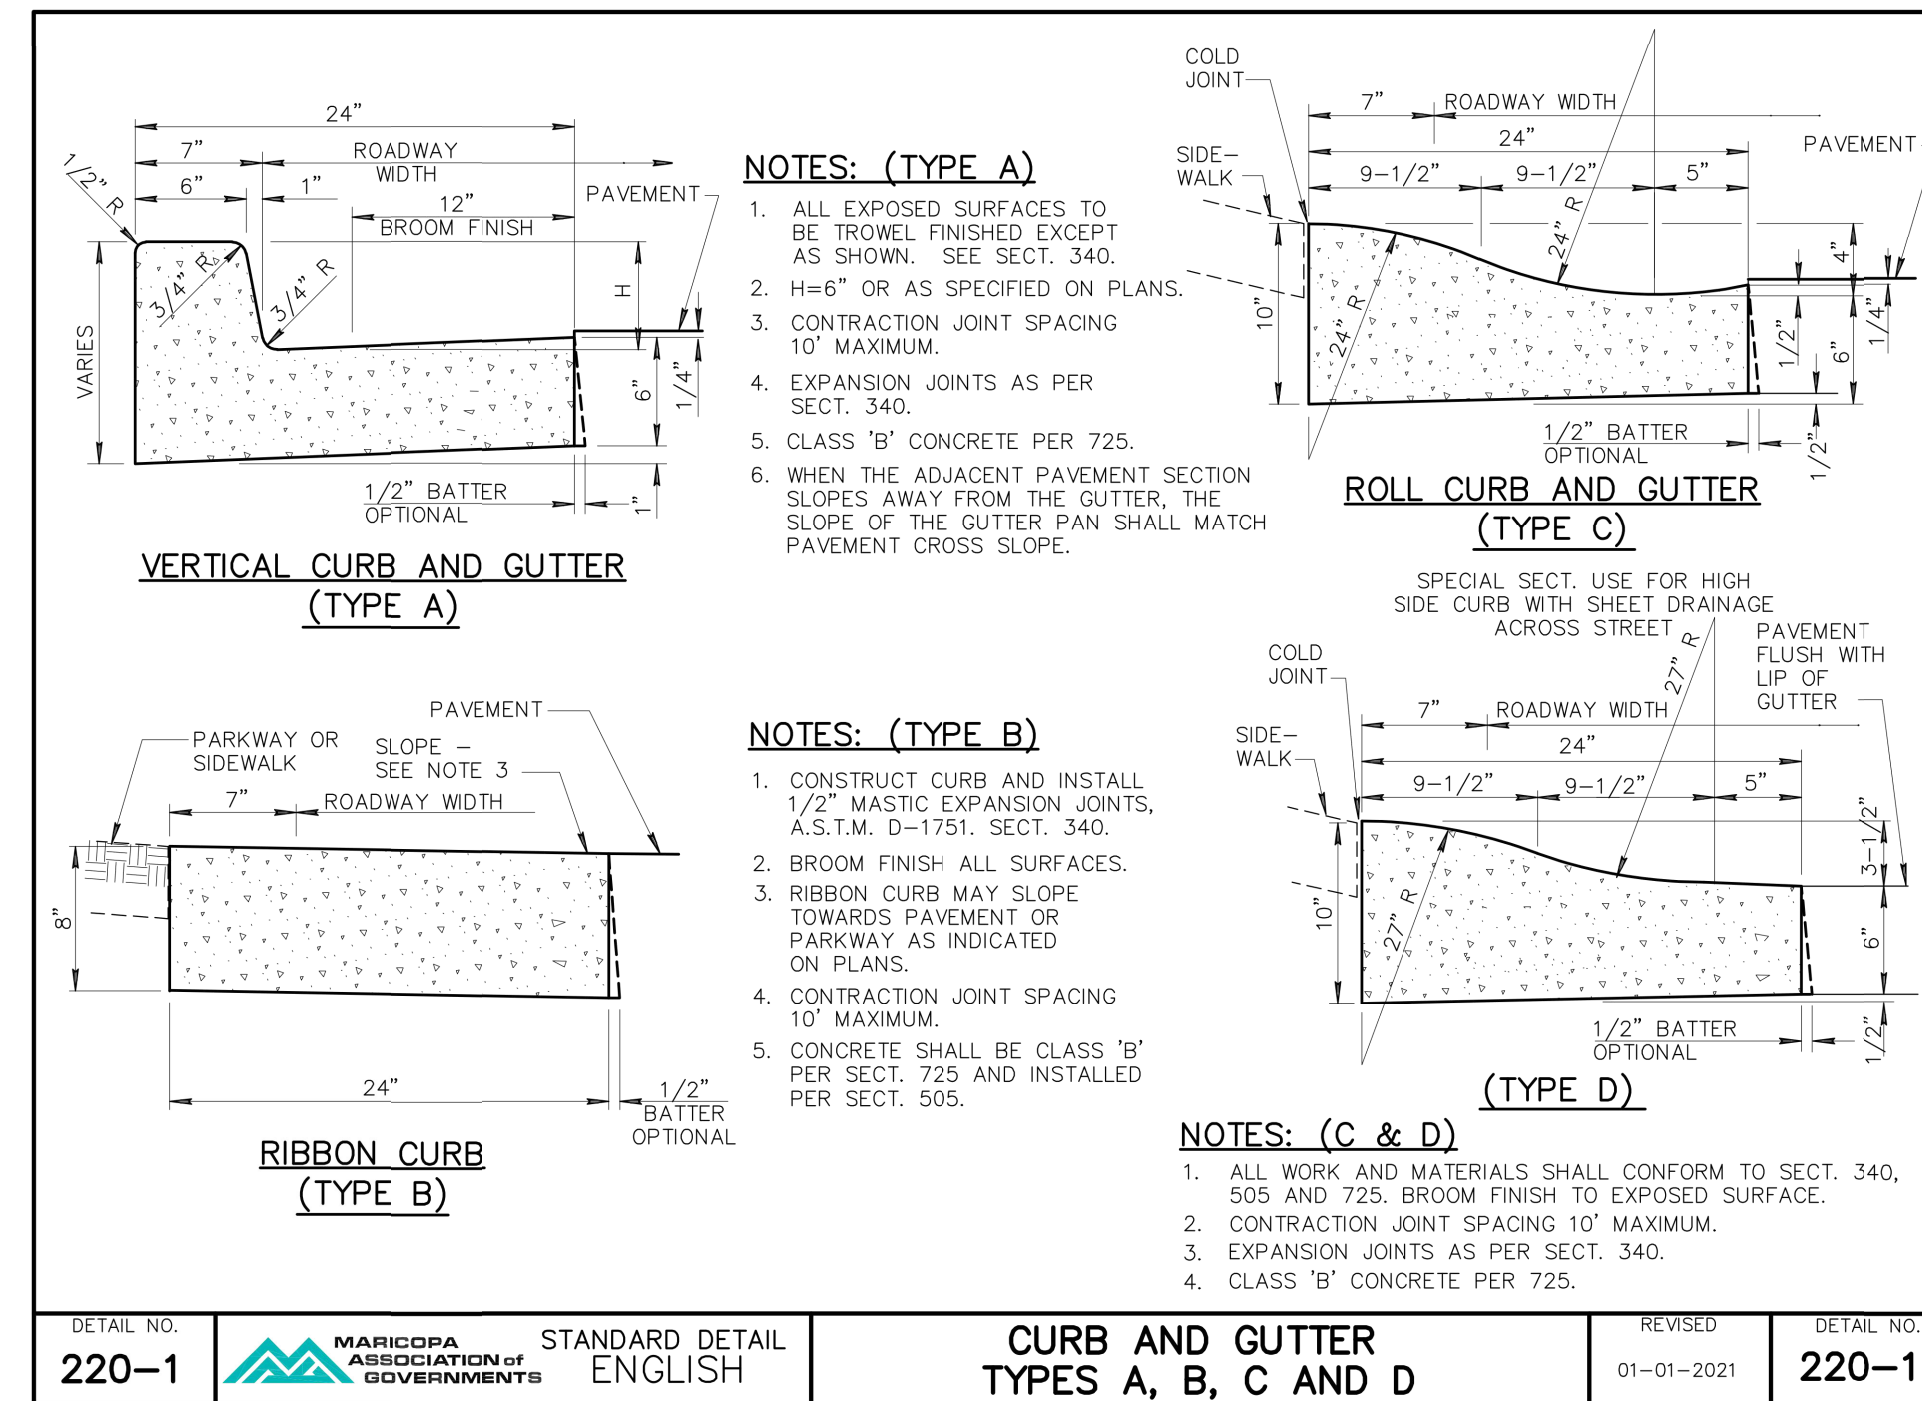 24"
7"
ROADWAY
WIDTH
6"
1"
12"
BROOM FINISH
PAVEMENT
1/2" R
3/4" R
3/4" R
H
VARIES
6"
1/4"
1/2" BATTER
OPTIONAL
1"
VERTICAL CURB AND GUTTER
(TYPE A)
NOTES: (TYPE A)
1. ALL EXPOSED SURFACES TO
BE TROWEL FINISHED EXCEPT
AS SHOWN. SEE SECT. 340.
2. H=6" OR AS SPECIFIED ON PLANS.
3. CONTRACTION JOINT SPACING
10' MAXIMUM.
4. EXPANSION JOINTS AS PER
SECT. 340.
5. CLASS 'B' CONCRETE PER 725.
6. WHEN THE ADJACENT PAVEMENT SECTION
SLOPES AWAY FROM THE GUTTER, THE
SLOPE OF THE GUTTER PAN SHALL MATCH
PAVEMENT CROSS SLOPE.
COLD
JOINT
7"
ROADWAY WIDTH
24"
PAVEMENT
SIDE-
WALK
9-1/2"
9-1/2"
5"
24" R
24" R
10"
4"
1/4"
1/2"
6"
1/2" BATTER
OPTIONAL
1/2"
ROLL CURB AND GUTTER
(TYPE C)
SPECIAL SECT. USE FOR HIGH
SIDE CURB WITH SHEET DRAINAGE
ACROSS STREET
PAVEMENT
FLUSH WITH
LIP OF
GUTTER
COLD
JOINT
27" R
7"
ROADWAY WIDTH
24"
SIDE-
WALK
9-1/2"
9-1/2"
5"
3-1/2"
10"
27" R
6"
1/2" BATTER
OPTIONAL
1/2"
(TYPE D)
PAVEMENT
PARKWAY OR
SIDEWALK
SLOPE -
SEE NOTE 3
7"
ROADWAY WIDTH
8"
24"
1/2"
BATTER
OPTIONAL
RIBBON CURB
(TYPE B)
NOTES: (TYPE B)
1. CONSTRUCT CURB AND INSTALL
1/2" MASTIC EXPANSION JOINTS,
A.S.T.M. D-1751. SECT. 340.
2. BROOM FINISH ALL SURFACES.
3. RIBBON CURB MAY SLOPE
TOWARDS PAVEMENT OR
PARKWAY AS INDICATED
ON PLANS.
4. CONTRACTION JOINT SPACING
10' MAXIMUM.
5. CONCRETE SHALL BE CLASS 'B'
PER SECT. 725 AND INSTALLED
PER SECT. 505.
NOTES: (C & D)
1. ALL WORK AND MATERIALS SHALL CONFORM TO SECT. 340,
505 AND 725. BROOM FINISH TO EXPOSED SURFACE.
2. CONTRACTION JOINT SPACING 10' MAXIMUM.
3. EXPANSION JOINTS AS PER SECT. 340.
4. CLASS 'B' CONCRETE PER 725.
DETAIL NO.
220-1
MARICOPA
ASSOCIATION of
GOVERNMENTS
STANDARD DETAIL
ENGLISH
CURB AND GUTTER
TYPES A, B, C AND D
REVISED
01-01-2021
DETAIL NO.
220-1